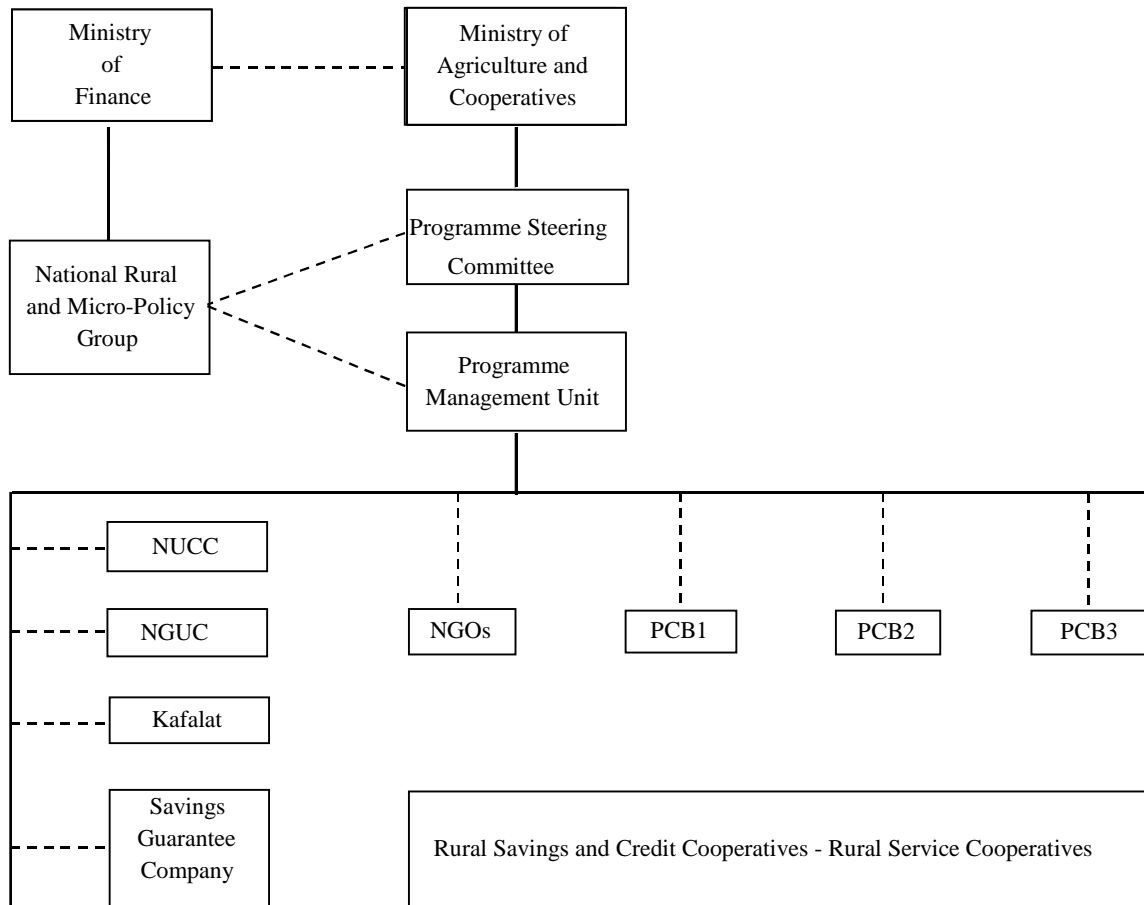 Ministry
of
Finance
Ministry of
Agriculture and
Cooperatives
Programme Steering
Committee
National Rural
and Micro-Policy
Group
Programme
Management Unit
NUCC
NGUC
NGOs
PCB1
PCB2
PCB3
Kafalat
Savings
Guarantee
Company
Rural Savings and Credit Cooperatives - Rural Service Cooperatives